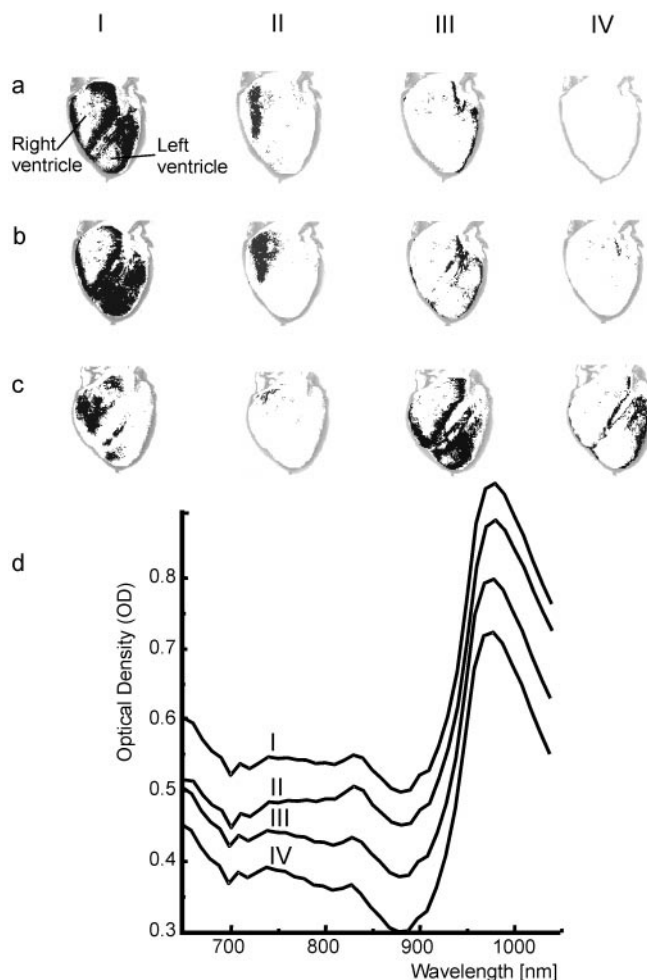 I II III IV
a
Right ventricle
Left ventricle
b
c
d
Optical Density (OD)
0.8
0.7
0.6
0.5
0.4
0.3
I
II
III
IV
700 800 900 1000
Wavelength [nm]